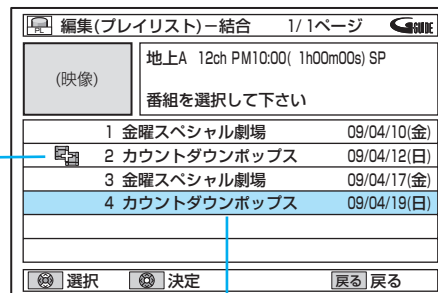 PL 編集(プレイリスト)−結合 1/1ページ G-GUIDE
(映像)
地上A 12ch PM10:00( 1h00m00s) SP
番組を選択して下さい
1 金曜スペシャル劇場 09/04/10(金)
2 カウントダウンポップス 09/04/12(日)
3 金曜スペシャル劇場 09/04/17(金)
4 カウントダウンポップス 09/04/19(日)
選択 決定 戻る 戻る